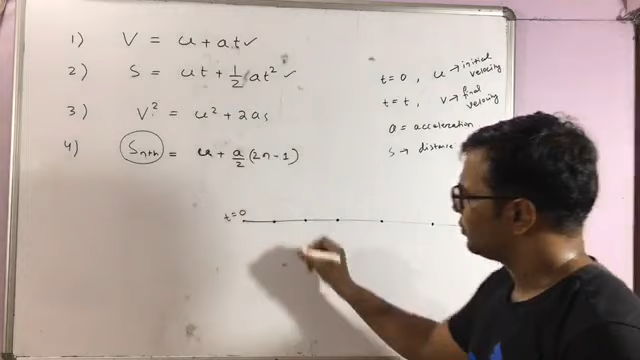 1) V = u + at ✓
2) S = ut + 1/2 at² ✓
3) V² = u² + 2as
4) Snth = u + a/2 (2n - 1)
t=0, u → initial velocity
t=t, V → final velocity
a = acceleration
s → distance
t=0